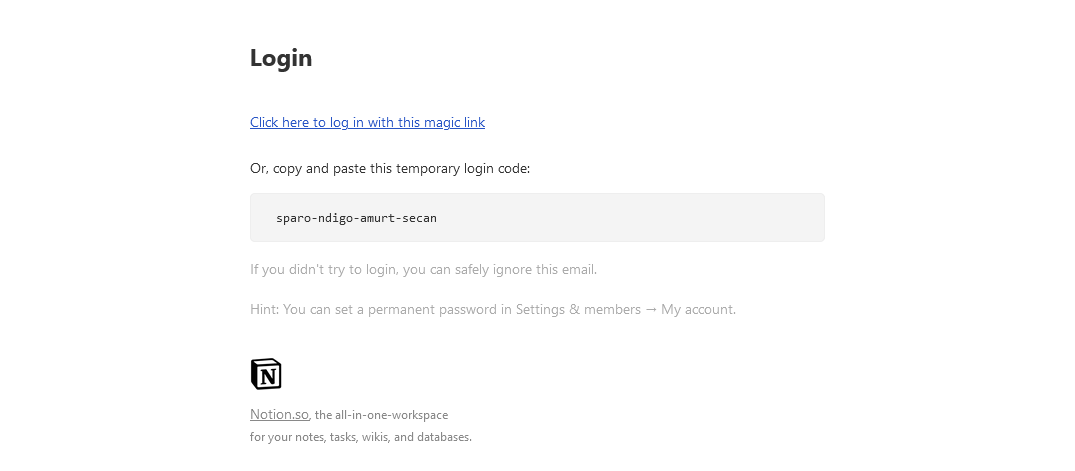 Login
Click here to log in with this magic link
Or, copy and paste this temporary login code:
sparo-ndigo-amurt-secan
If you didn't try to login, you can safely ignore this email.
Hint: You can set a permanent password in Settings & members → My account.
N
Notion.so, the all-in-one-workspace
for your notes, tasks, wikis, and databases.